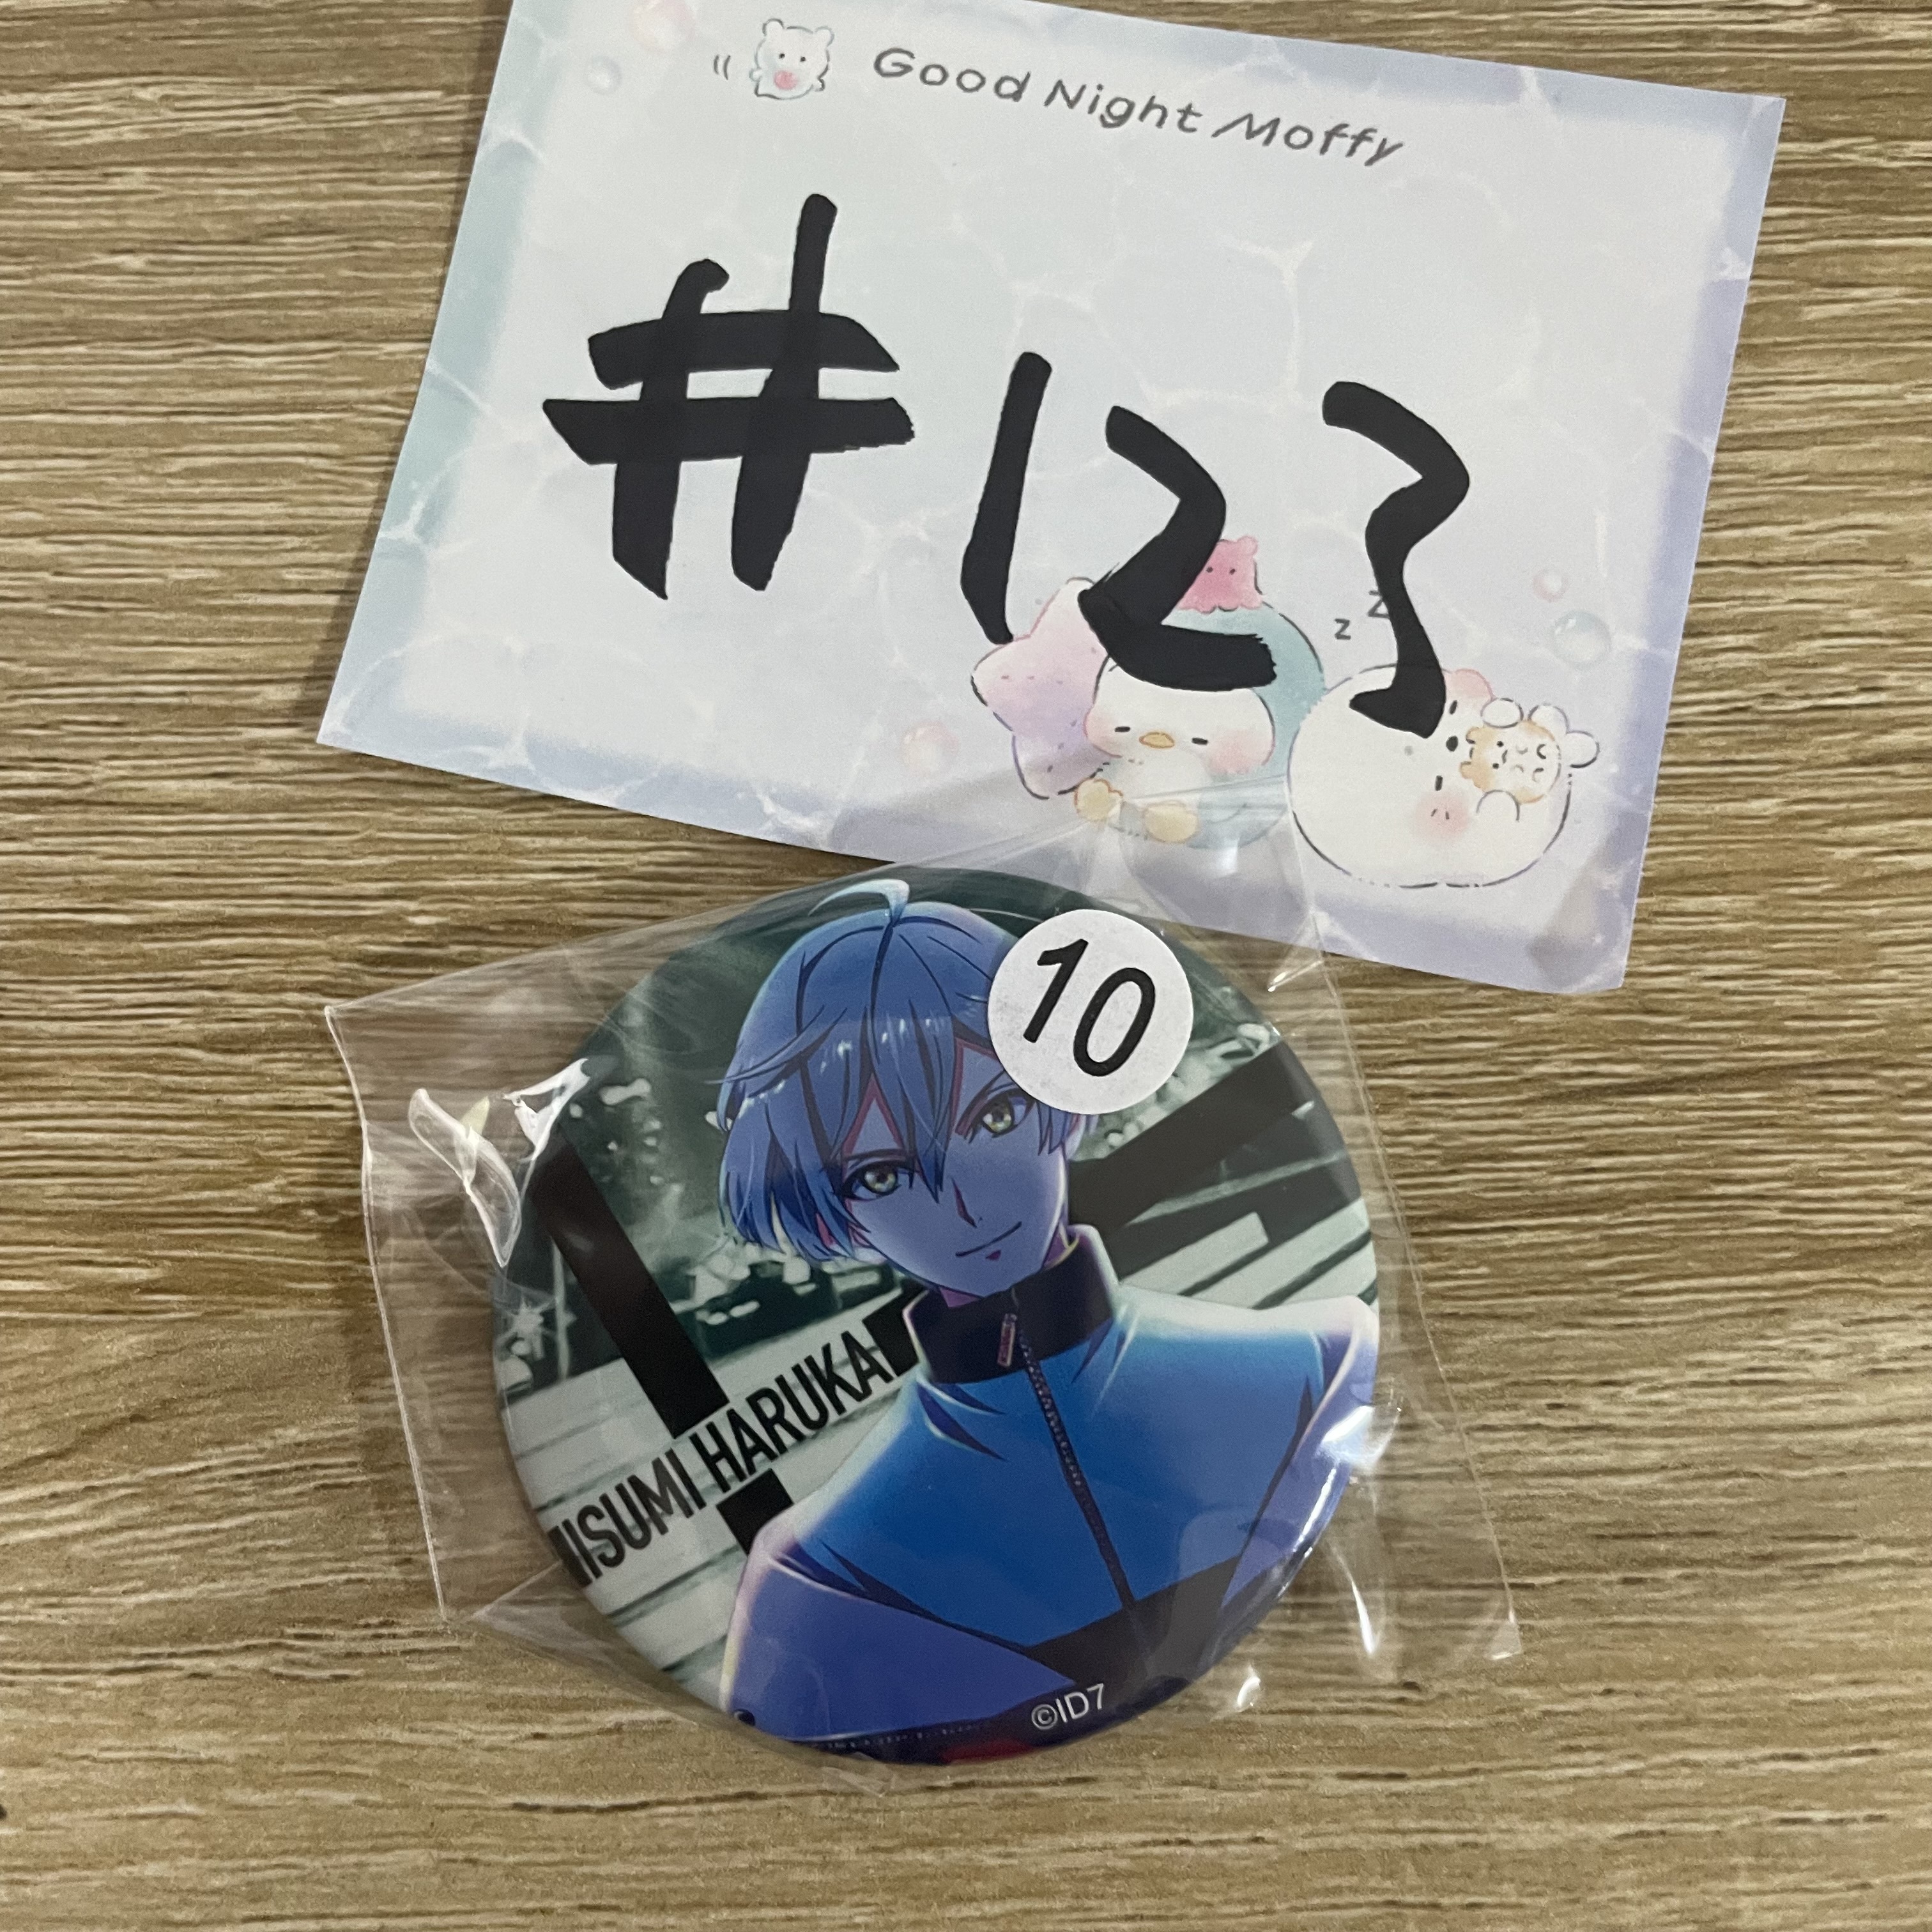 Good Night Moffy
#123
z z
10
ISUMI HARUKA
©ID7